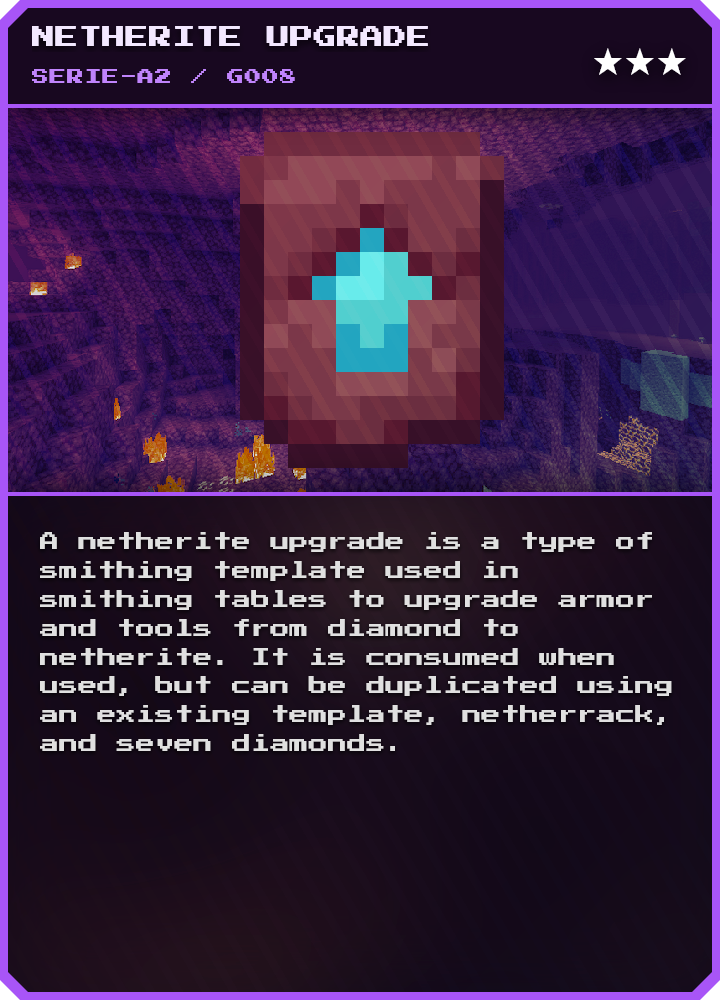 NETHERITE UPGRADE
SERIE-A2 / G008
★★★
A netherite upgrade is a type of
smithing template used in
smithing tables to upgrade armor
and tools from diamond to
netherite. It is consumed when
used, but can be duplicated using
an existing template, netherrack,
and seven diamonds.